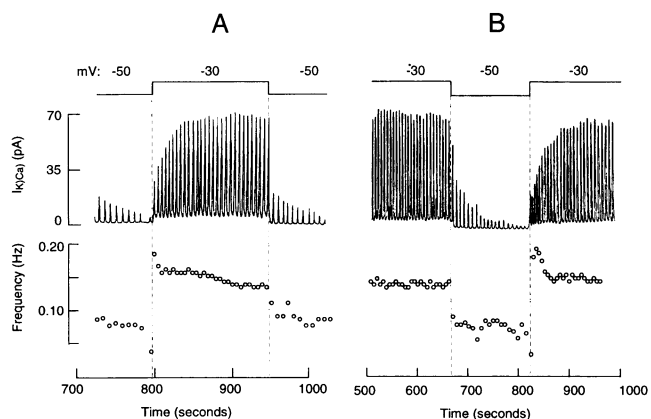 A
B
mV: -50 -30 -50
-30 -50 -30
70
35
0
IK(Ca) (pA)
0.20
0.10
Frequency (Hz)
700 800 900 1000
500 600 700 800 900 1000
Time (seconds)
Time (seconds)